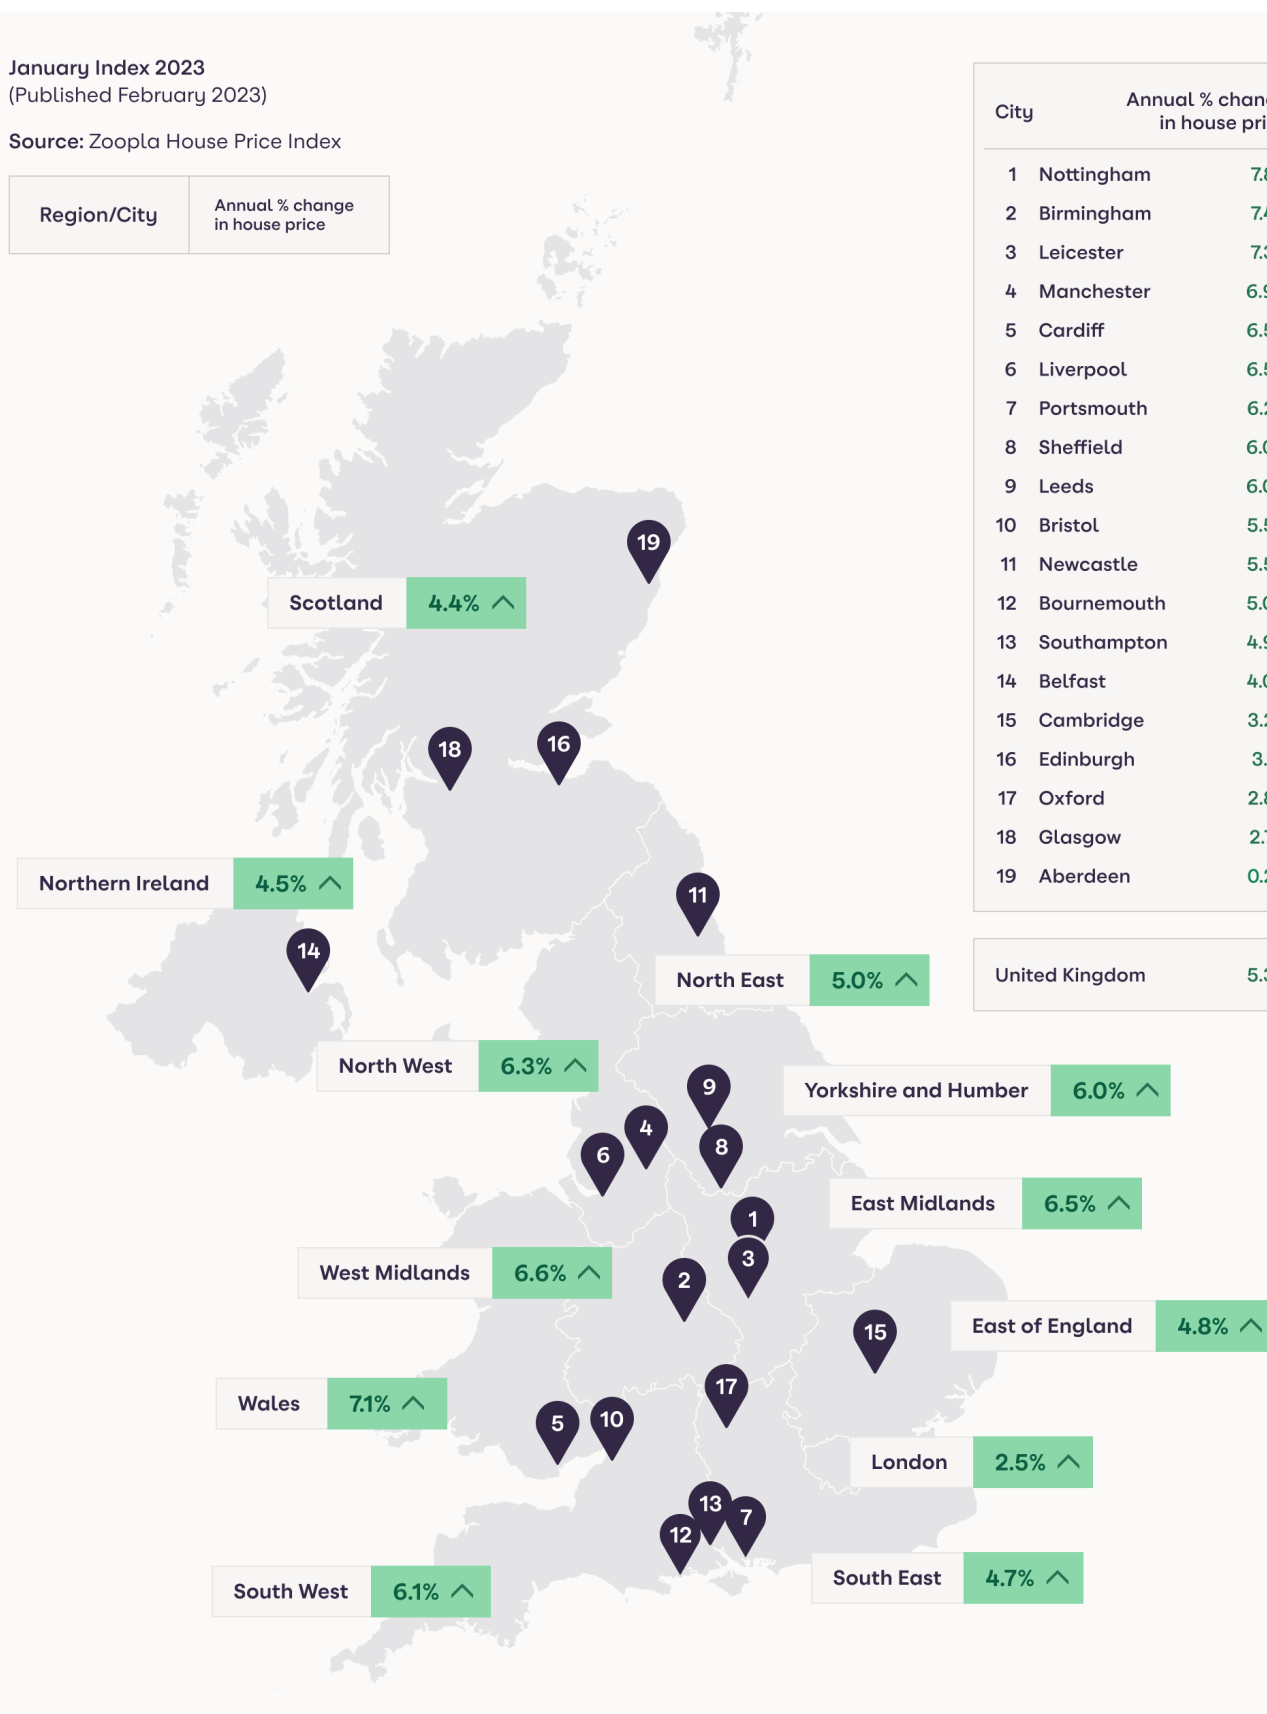 January Index 2023
(Published February 2023)
Source: Zoopla House Price Index
Region/City
Annual % change
in house price
City
Annual %
in house
1 Nottingham
2 Birmingham
3 Leicester
4 Manchester
5 Cardiff
6 Liverpool
7 Portsmouth
8 Sheffield
9 Leeds
10 Bristol
11 Newcastle
12 Bournemouth
13 Southampton
14 Belfast
15 Cambridge
16 Edinburgh
17 Oxford
18 Glasgow
19 Aberdeen
United Kingdom
19
Scotland 4.4%
18
16
Northern Ireland 4.5%
11
14
North East 5.0%
North West 6.3%
9
Yorkshire and Humber 6.0%
4
8
6
East Midlands 6.5%
1
3
West Midlands 6.6%
2
East of England 4.8%
15
17
Wales 7.1%
5
10
London 2.5%
13
7
12
South East 4.7%
South West 6.1%